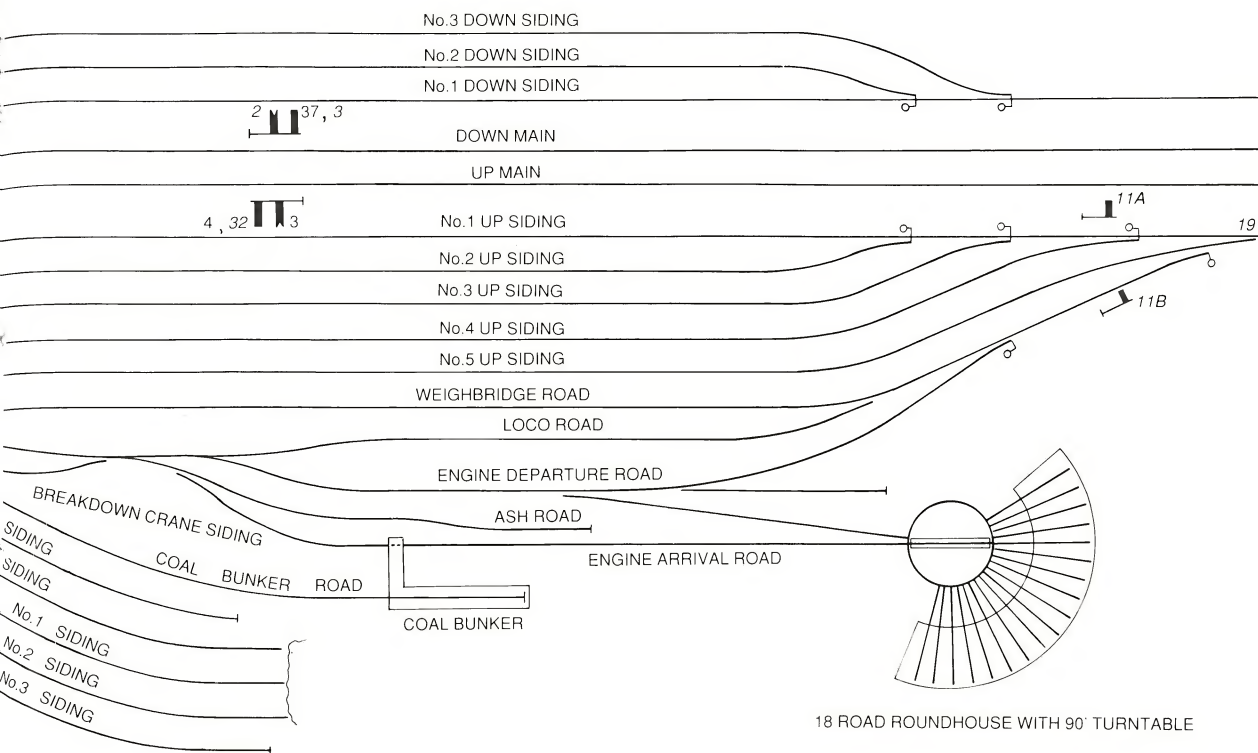 No.3 DOWN SIDING
No.2 DOWN SIDING
No.1 DOWN SIDING
2 37, 3
DOWN MAIN
UP MAIN
11A
4, 32 3
No.1 UP SIDING
19
No.2 UP SIDING
No.3 UP SIDING
11B
No.4 UP SIDING
No.5 UP SIDING
WEIGHBRIDGE ROAD
LOCO ROAD
ENGINE DEPARTURE ROAD
BREAKDOWN CRANE SIDING
ASH ROAD
SIDING
COAL BUNKER ROAD
ENGINE ARRIVAL ROAD
SIDING
No.1 SIDING
COAL BUNKER
No.2 SIDING
No.3 SIDING
18 ROAD ROUNDHOUSE WITH 90' TURNTABLE